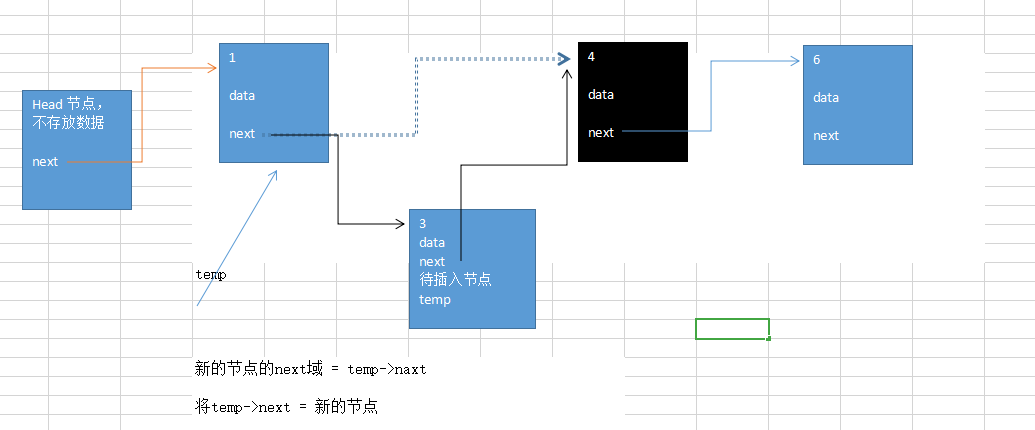 Head 节点，
不存放数据
next
1
data
next
4
data
next
6
data
next
3
data
next
待插入节点
temp
temp
新的节点的next域 = temp->naxt
将temp->next = 新的节点